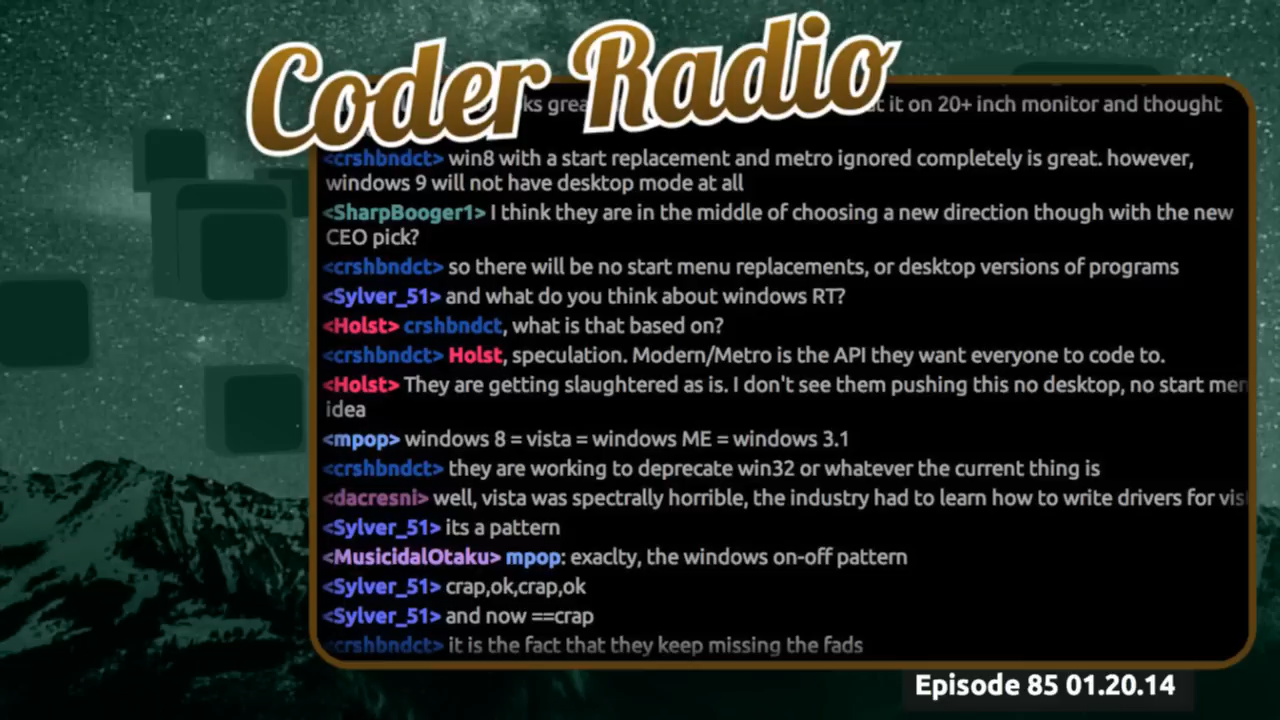 Coder Radio
ks grea
t it on 20+ inch monitor and thought
<crshbndct> win8 with a start replacement and metro ignored completely is great. however,
windows 9 will not have desktop mode at all
<SharpBooger1> I think they are in the middle of choosing a new direction though with the new
CEO pick?
<crshbndct> so there will be no start menu replacements, or desktop versions of programs
<Sylver_51> and what do you think about windows RT?
<Holst> crshbndct, what is that based on?
<crshbndct> Holst, speculation. Modern/Metro is the API they want everyone to code to.
<Holst> They are getting slaughtered as is. I don't see them pushing this no desktop, no start men
idea
<mpop> windows 8 = vista = windows ME = windows 3.1
<crshbndct> they are working to deprecate win32 or whatever the current thing is
<dacresni> well, vista was spectrally horrible, the industry had to learn how to write drivers for vis
<Sylver_51> its a pattern
<MusicidalOtaku> mpop: exaclty, the windows on-off pattern
<Sylver_51> crap,ok,crap,ok
<Sylver_51> and now ==crap
<crshbndct> it is the fact that they keep missing the fads
Episode 85 01.20.14